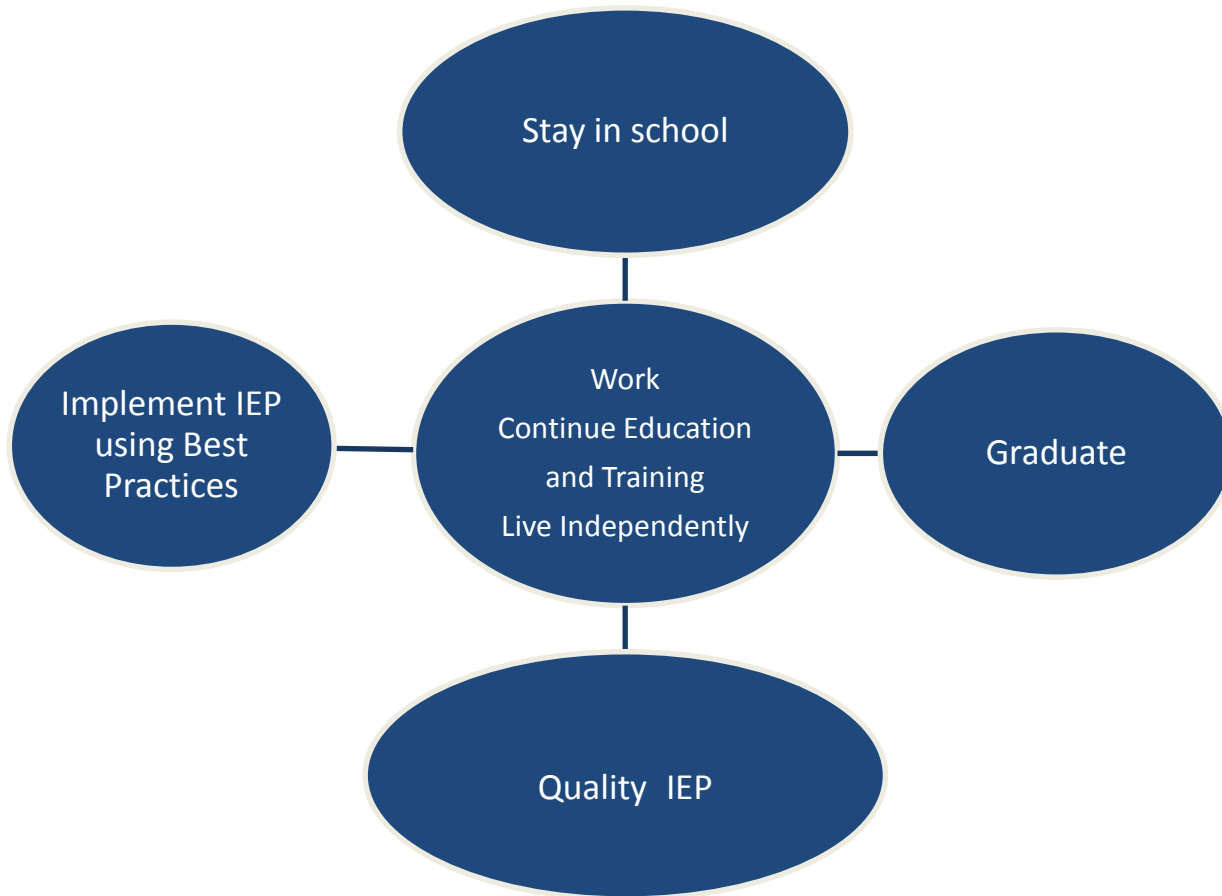 Stay in school
Implement IEP
using Best
Practices
Work
Continue Education
and Training
Live Independently
Graduate
Quality IEP